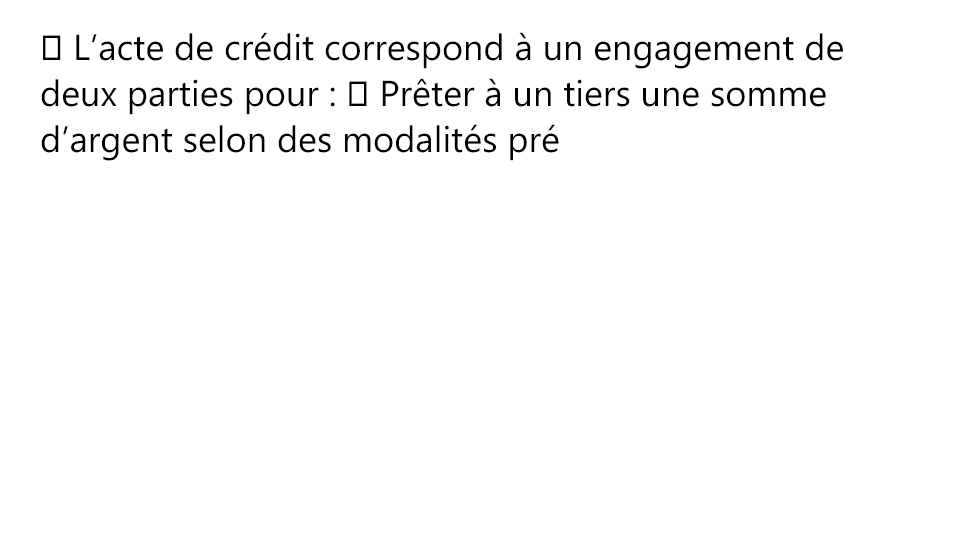 L’acte de crédit correspond à un engagement de
deux parties pour :  Prêter à un tiers une somme
d’argent selon des modalités pré